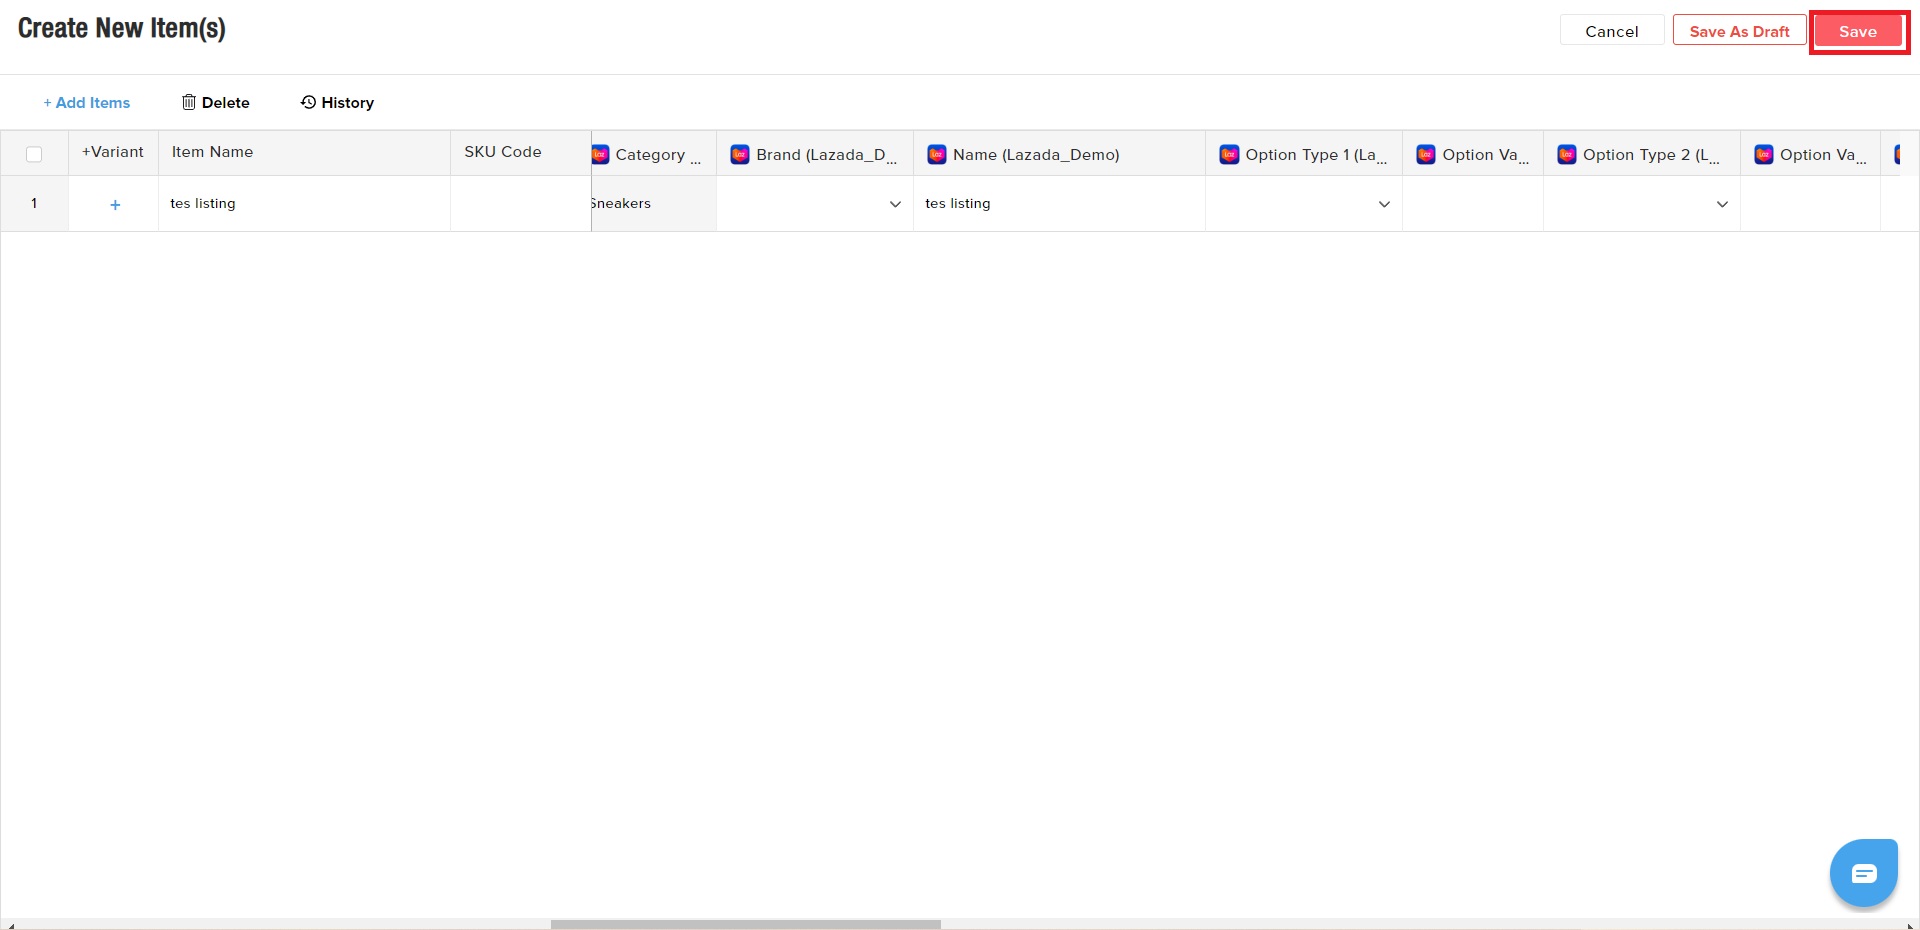 Create New Item(s)
Cancel
Save As Draft
Save
+ Add Items
Delete
History
+Variant
Item Name
SKU Code
Category ...
Brand (Lazada_D...
Name (Lazada_Demo)
Option Type 1 (La...
Option Va...
Option Type 2 (L...
Option Va...
1
+
tes listing
Sneakers
tes listing